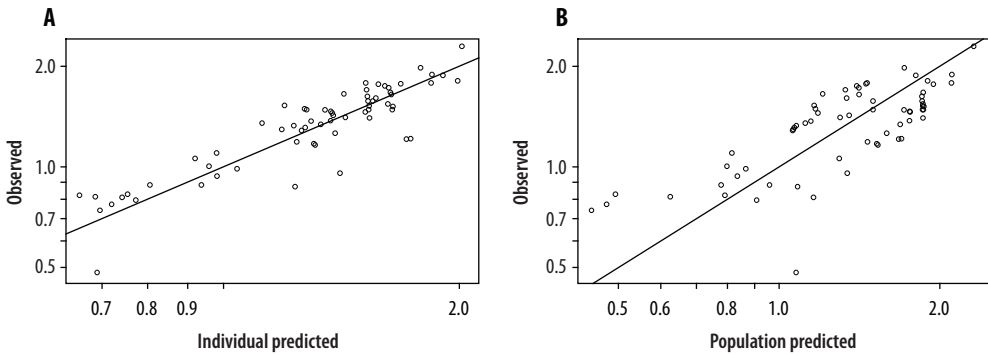 A
Observed
2.0
1.0
0.7
0.5
0.7 0.8 0.9 2.0
Individual predicted
B
Observed
2.0
1.0
0.7
0.5
0.5 0.6 0.8 1.0 2.0
Population predicted